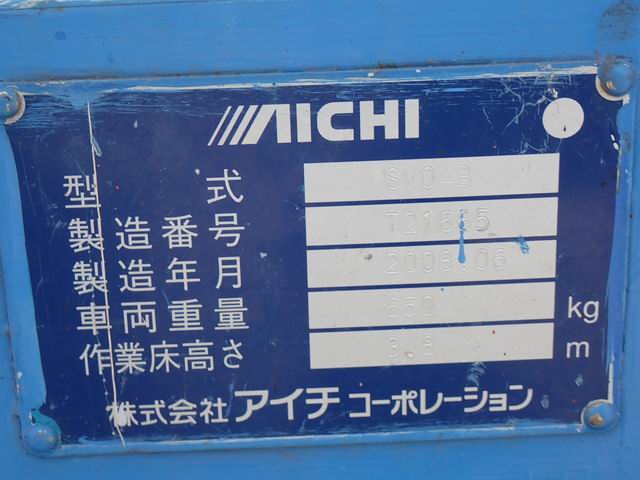 AICHI
型式 SV04B
製造番号 721665
製造年月 2008.06
車両重量 650 kg
作業床高さ 3.6 m
株式会社アイチコーポレーション